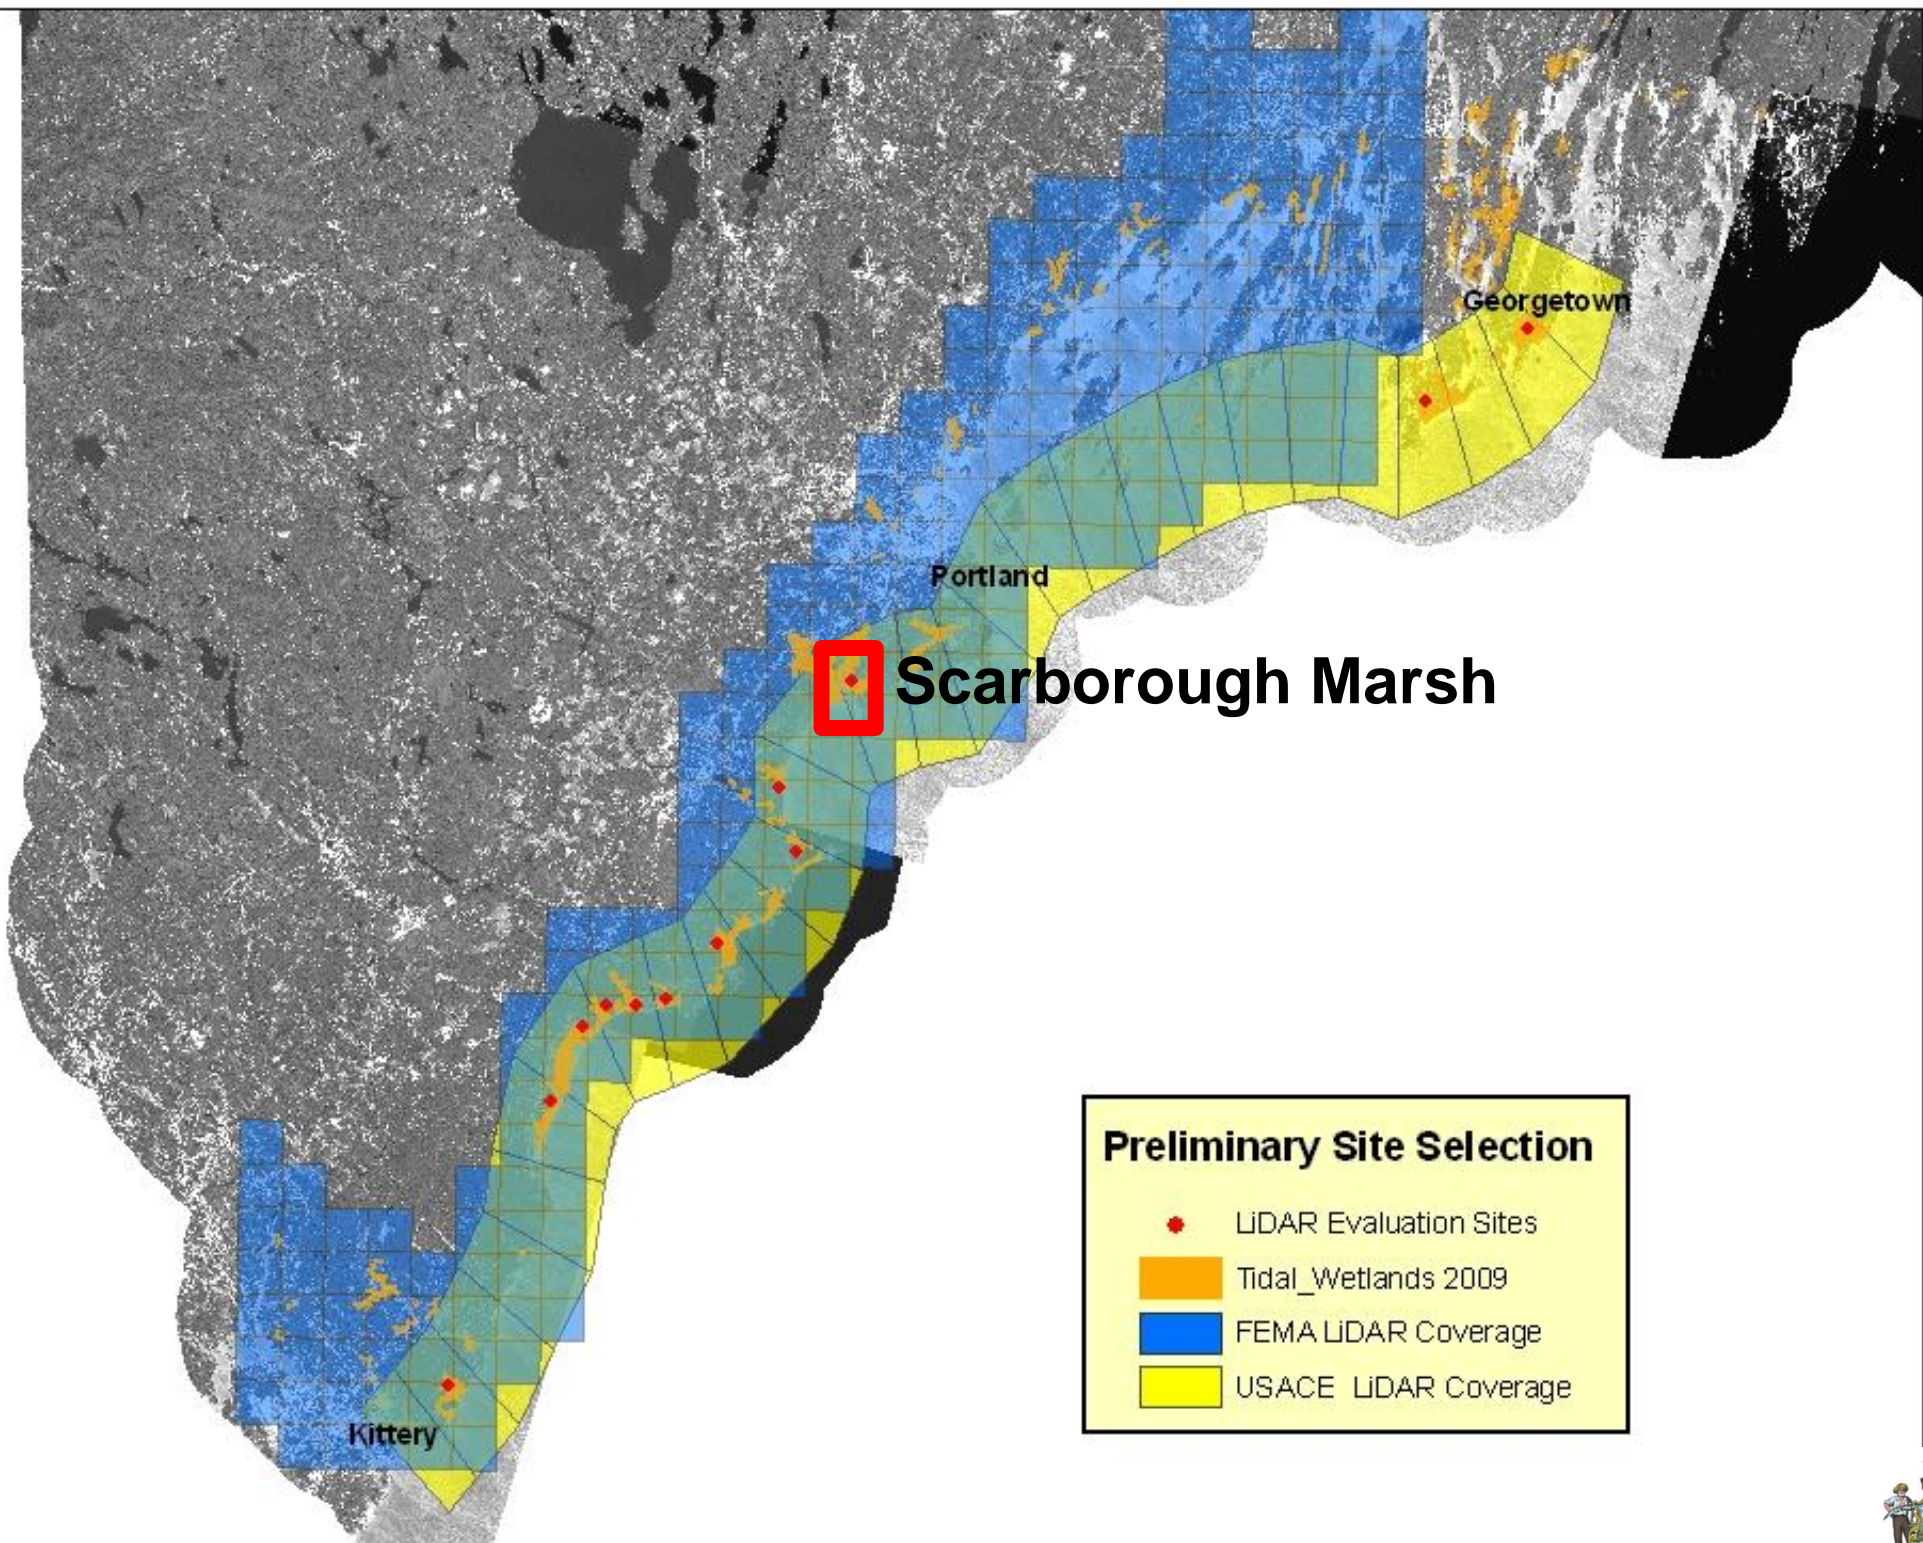 Georgetown
Portland
Scarborough Marsh
Kittery
Preliminary Site Selection
LiDAR Evaluation Sites
Tidal_Wetlands 2009
FEMA LiDAR Coverage
USACE LiDAR Coverage